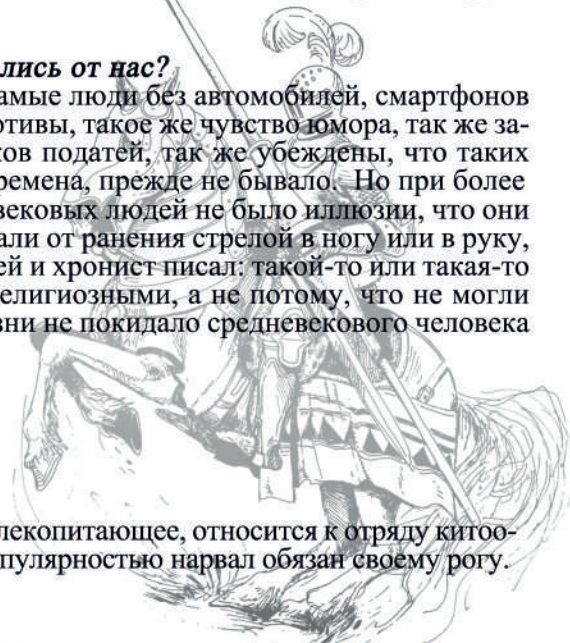 лись от нас?
амые люди без автомобилей, смартфонов
отивы, такое же чувство юмора, так же за-
ков податей, так же убеждены, что таких
ремена, прежде не бывало. Но при более
вековых людей не было иллюзии, что они
али от ранения стрелой в ногу или в руку,
ей и хронист писал: такой-то или такая-то
елигиозными, а не потому, что не могли
зни не покидало средневекового человека
лекопитающее, относится к отряду китоо-
пулярностью нарвал обязан своему рогу.